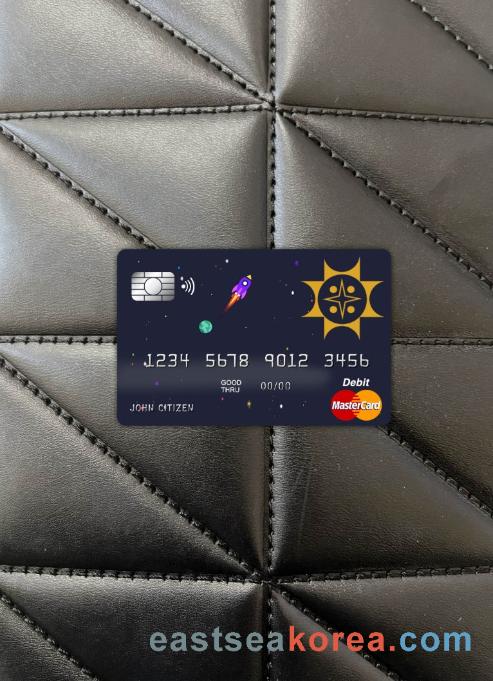 1234 5678 9012 3456
GOOD
THRU 00/00
Debit
JOHN CITIZEN
MasterCard
eastseakorea.com